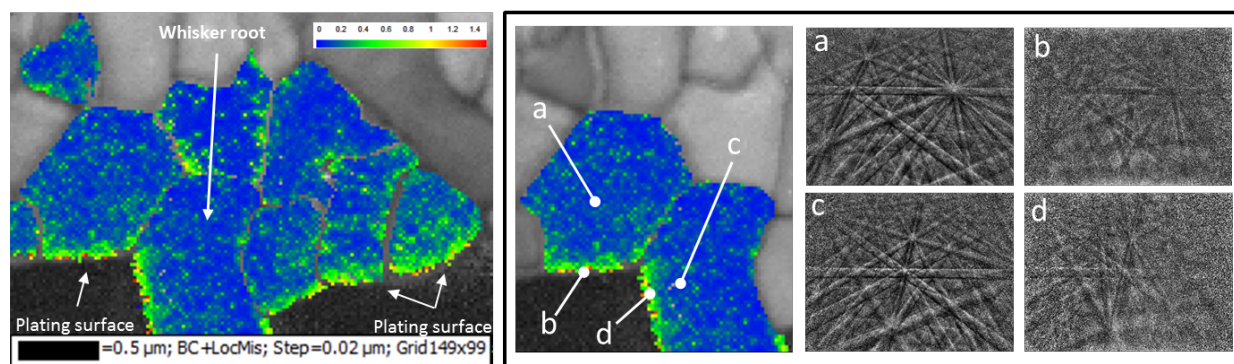 0 0.2 0.4 0.6 0.8 1 1.2 1.4
Whisker root
Plating surface
Plating surface
=0.5 µm; BC+LocMis; Step=0.02 µm; Grid149x99
a
c
b
d
a
b
c
d